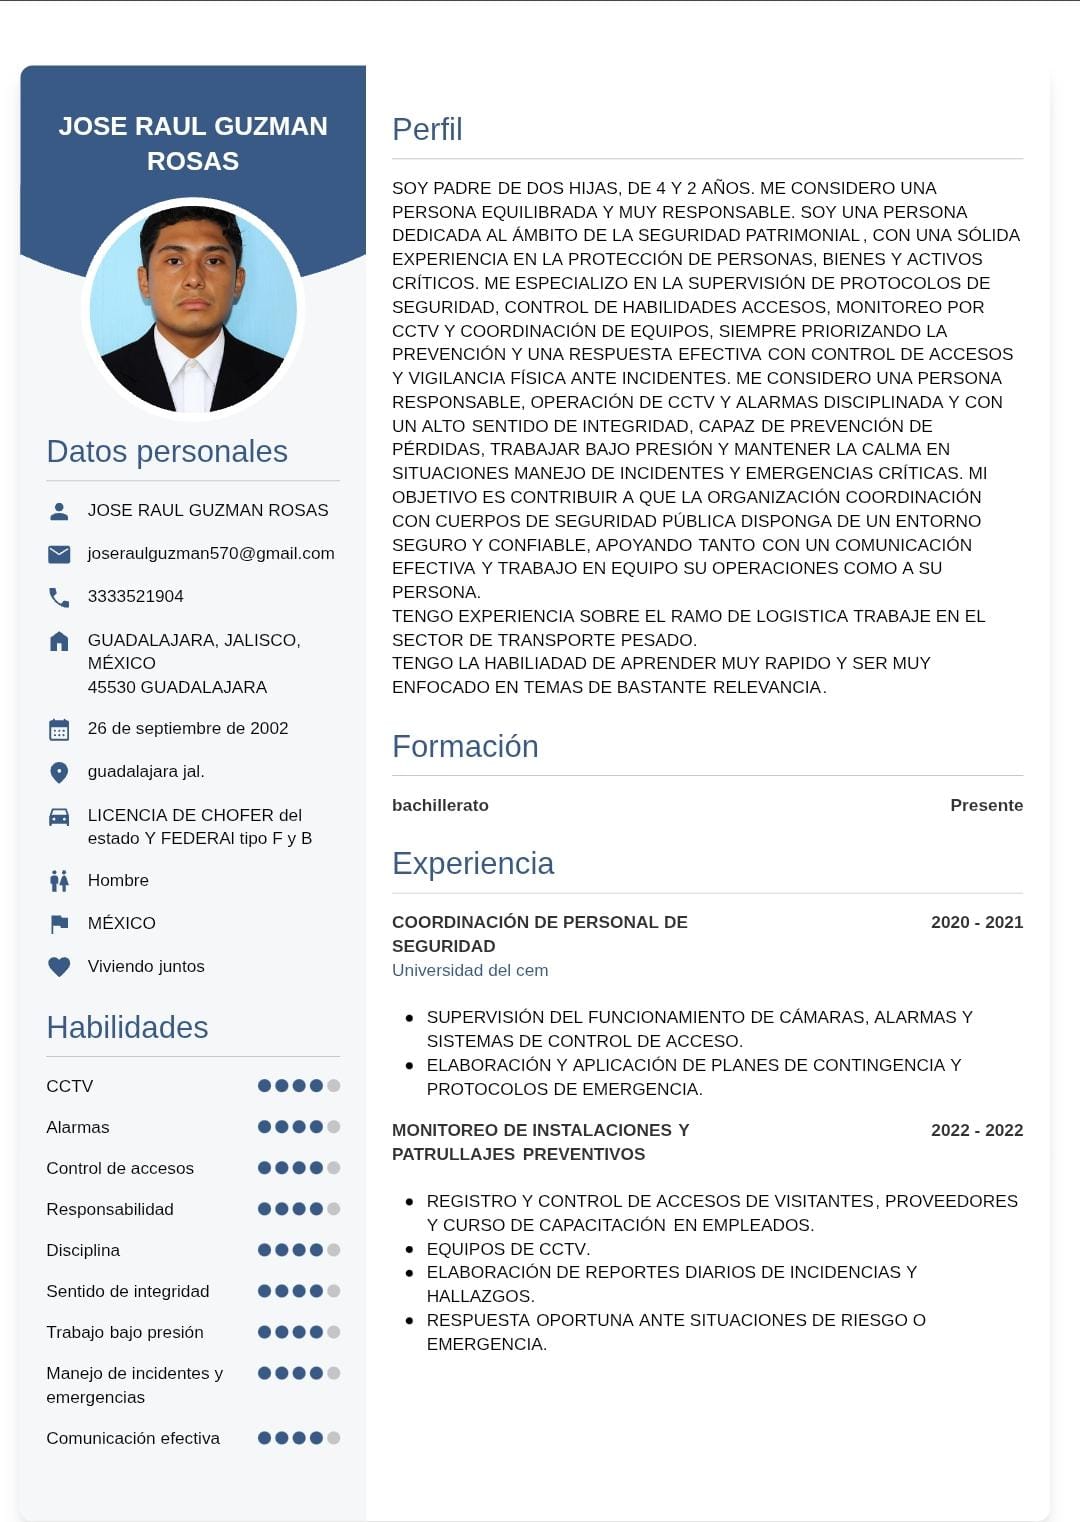 JOSE RAUL GUZMAN
ROSAS
Datos personales
JOSE RAUL GUZMAN ROSAS
joseraulguzman570@gmail.com
3333521904
GUADALAJARA, JALISCO,
MÉXICO
45530 GUADALAJARA
26 de septiembre de 2002
guadalajara jal.
LICENCIA DE CHOFER del
estado Y FEDERAl tipo F y B
Hombre
MÉXICO
Viviendo juntos
Habilidades
CCTV
Alarmas
Control de accesos
Responsabilidad
Disciplina
Sentido de integridad
Trabajo bajo presión
Manejo de incidentes y
emergencias
Comunicación efectiva
Perfil
SOY PADRE DE DOS HIJAS, DE 4 Y 2 AÑOS. ME CONSIDERO UNA
PERSONA EQUILIBRADA Y MUY RESPONSABLE. SOY UNA PERSONA
DEDICADA AL ÁMBITO DE LA SEGURIDAD PATRIMONIAL, CON UNA SÓLIDA
EXPERIENCIA EN LA PROTECCIÓN DE PERSONAS, BIENES Y ACTIVOS
CRÍTICOS. ME ESPECIALIZO EN LA SUPERVISIÓN DE PROTOCOLOS DE
SEGURIDAD, CONTROL DE HABILIDADES ACCESOS, MONITOREO POR
CCTV Y COORDINACIÓN DE EQUIPOS, SIEMPRE PRIORIZANDO LA
PREVENCIÓN Y UNA RESPUESTA EFECTIVA CON CONTROL DE ACCESOS
Y VIGILANCIA FÍSICA ANTE INCIDENTES. ME CONSIDERO UNA PERSONA
RESPONSABLE, OPERACIÓN DE CCTV Y ALARMAS DISCIPLINADA Y CON
UN ALTO SENTIDO DE INTEGRIDAD, CAPAZ DE PREVENCIÓN DE
PÉRDIDAS, TRABAJAR BAJO PRESIÓN Y MANTENER LA CALMA EN
SITUACIONES MANEJO DE INCIDENTES Y EMERGENCIAS CRÍTICAS. MI
OBJETIVO ES CONTRIBUIR A QUE LA ORGANIZACIÓN COORDINACIÓN
CON CUERPOS DE SEGURIDAD PÚBLICA DISPONGA DE UN ENTORNO
SEGURO Y CONFIABLE, APOYANDO TANTO CON UN COMUNICACIÓN
EFECTIVA Y TRABAJO EN EQUIPO SU OPERACIONES COMO A SU
PERSONA.
TENGO EXPERIENCIA SOBRE EL RAMO DE LOGISTICA TRABAJE EN EL
SECTOR DE TRANSPORTE PESADO.
TENGO LA HABILIADAD DE APRENDER MUY RAPIDO Y SER MUY
ENFOCADO EN TEMAS DE BASTANTE RELEVANCIA.
Formación
bachillerato Presente
Experiencia
COORDINACIÓN DE PERSONAL DE 2020 - 2021
SEGURIDAD
Universidad del cem
• SUPERVISIÓN DEL FUNCIONAMIENTO DE CÁMARAS, ALARMAS Y
SISTEMAS DE CONTROL DE ACCESO.
• ELABORACIÓN Y APLICACIÓN DE PLANES DE CONTINGENCIA Y
PROTOCOLOS DE EMERGENCIA.
MONITOREO DE INSTALACIONES Y 2022 - 2022
PATRULLAJES PREVENTIVOS
• REGISTRO Y CONTROL DE ACCESOS DE VISITANTES, PROVEEDORES
Y CURSO DE CAPACITACIÓN EN EMPLEADOS.
• EQUIPOS DE CCTV.
• ELABORACIÓN DE REPORTES DIARIOS DE INCIDENCIAS Y
HALLAZGOS.
• RESPUESTA OPORTUNA ANTE SITUACIONES DE RIESGO O
EMERGENCIA.